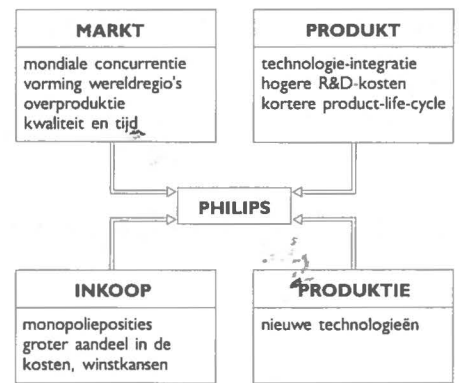 MARKT
mondiale concurrentie
vorming wereldregio's
overproduktie
kwaliteit en tijd
PRODUKT
technologie-integratie
hogere R&D-kosten
kortere product-life-cycle
PHILIPS
INKOOP
monopolieposities
groter aandeel in de
kosten, winstkansen
PRODUKTIE
nieuwe technologieën